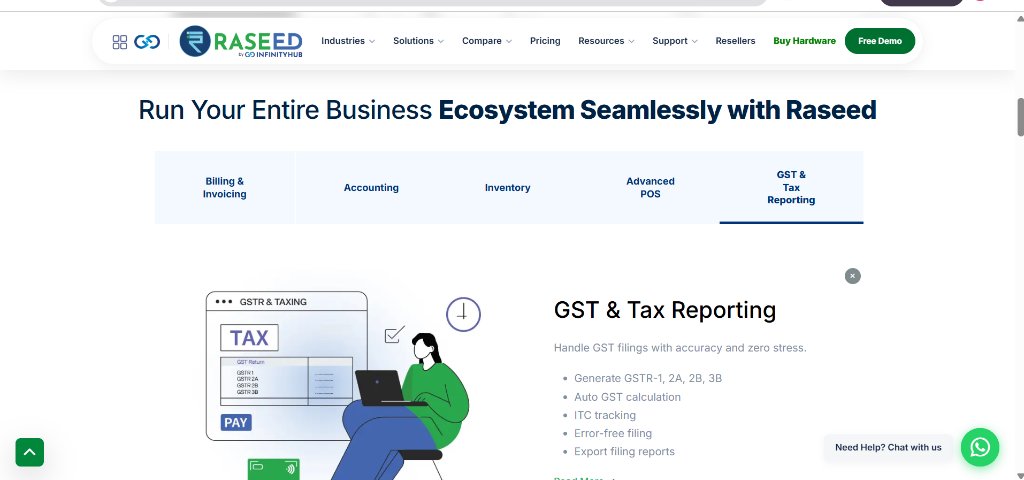 RASEED
by GO INFINITYHUB
Industries
Solutions
Compare
Pricing
Resources
Support
Resellers
Buy Hardware
Free Demo
Run Your Entire Business Ecosystem Seamlessly with Raseed
Billing &
Invoicing
Accounting
Inventory
Advanced
POS
GST &
Tax
Reporting
GSTR & TAXING
TAX
GST Return
GSTR 1
GSTR 2A
GSTR 2B
GSTR 3B
PAY
GST & Tax Reporting
Handle GST filings with accuracy and zero stress.
Generate GSTR-1, 2A, 2B, 3B
Auto GST calculation
ITC tracking
Error-free filing
Export filing reports
Need Help? Chat with us